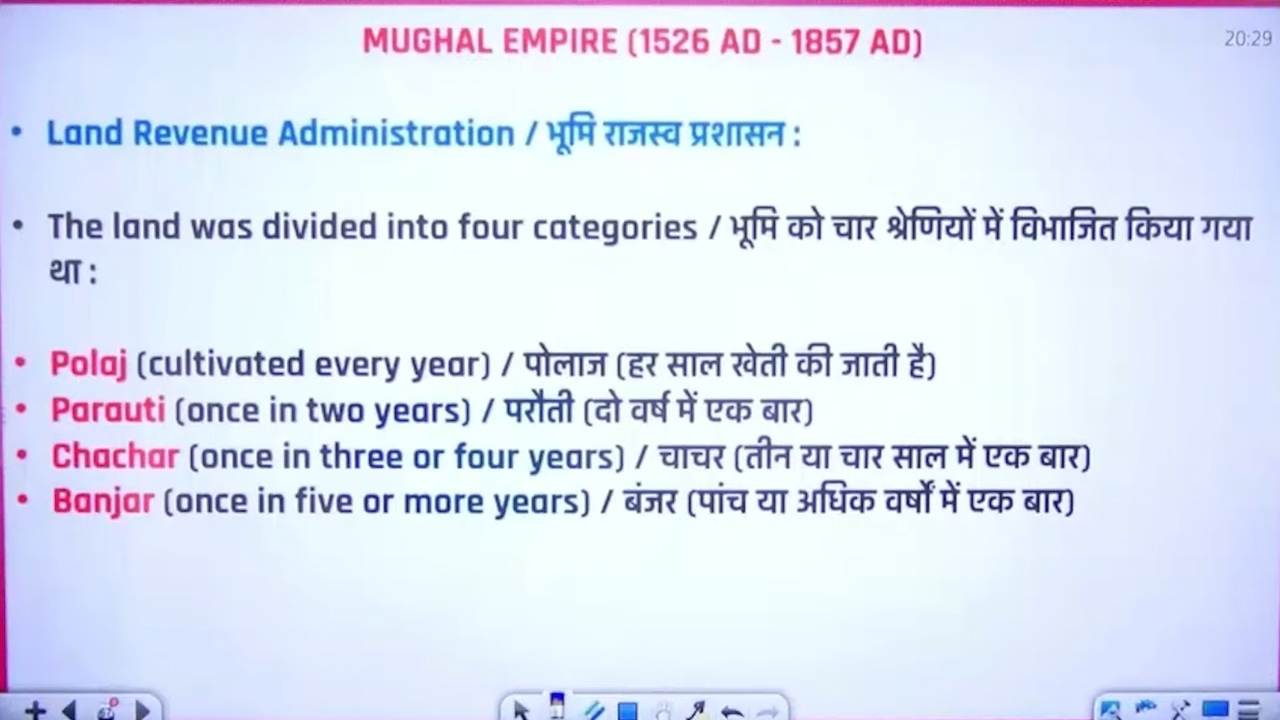 MUGHAL EMPIRE (1526 AD - 1857 AD)
20:29
• Land Revenue Administration / भूमि राजस्व प्रशासन :
• The land was divided into four categories / भूमि को चार श्रेणियों में विभाजित किया गया
था :
• Polaj (cultivated every year) / पोलाज (हर साल खेती की जाती है)
• Parauti (once in two years) / परौती (दो वर्ष में एक बार)
• Chachar (once in three or four years) / चाचर (तीन या चार साल में एक बार)
• Banjar (once in five or more years) / बंजर (पांच या अधिक वर्षों में एक बार)